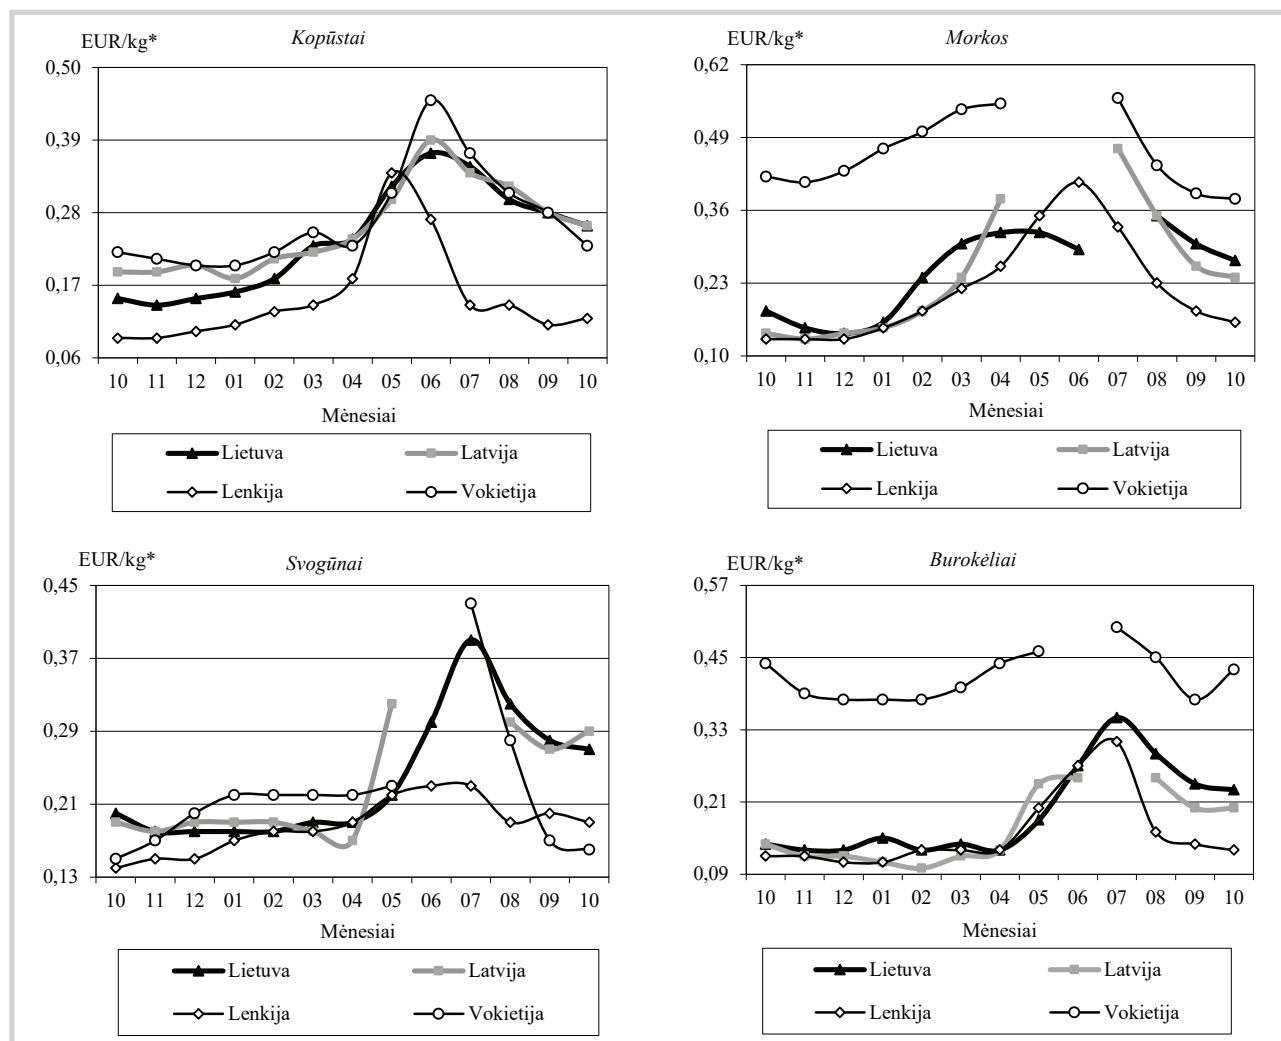 EUR/kg*
Kopūstai
0,50
0,39
0,28
0,17
0,06
10 11 12 01 02 03 04 05 06 07 08 09 10
Mėnesiai
Lietuva Latvija
Lenkija Vokietija
EUR/kg*
Morkos
0,62
0,49
0,36
0,23
0,10
10 11 12 01 02 03 04 05 06 07 08 09 10
Mėnesiai
Lietuva Latvija
Lenkija Vokietija
EUR/kg*
Svogūnai
0,45
0,37
0,29
0,21
0,13
10 11 12 01 02 03 04 05 06 07 08 09 10
Mėnesiai
Lietuva Latvija
Lenkija Vokietija
EUR/kg*
Burokėliai
0,57
0,45
0,33
0,21
0,09
10 11 12 01 02 03 04 05 06 07 08 09 10
Mėnesiai
Lietuva Latvija
Lenkija Vokietija